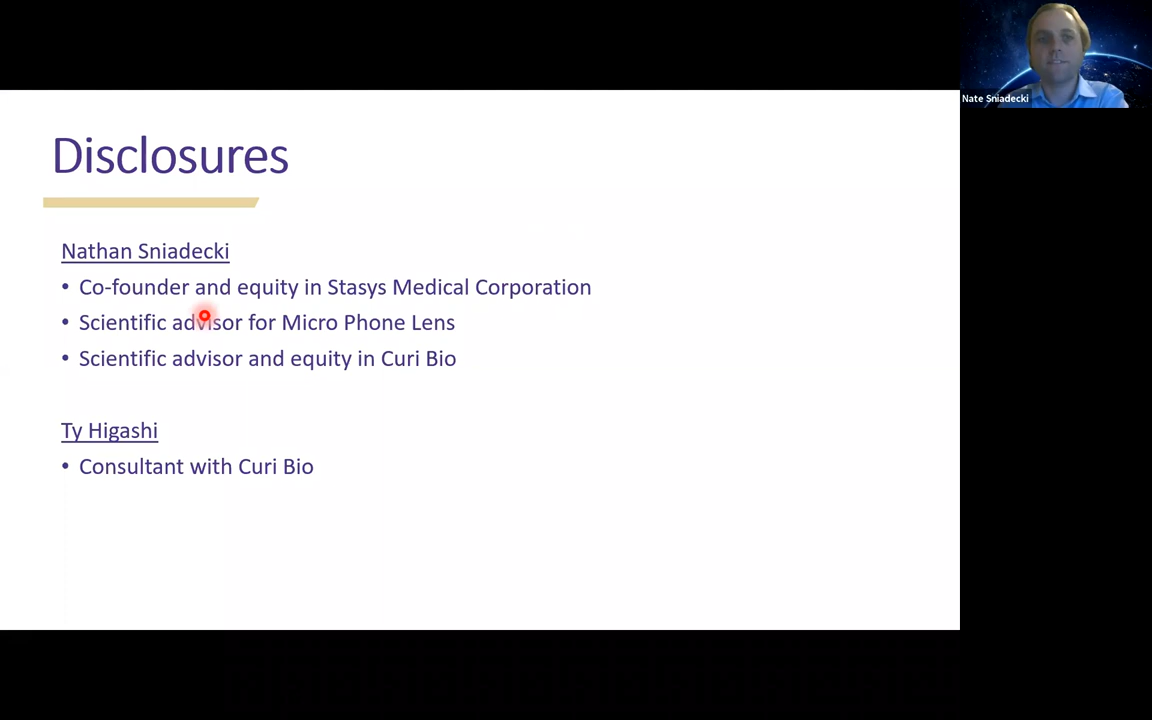 Disclosures
Nathan Sniadecki
• Co-founder and equity in Stasys Medical Corporation
• Scientific advisor for Micro Phone Lens
• Scientific advisor and equity in Curi Bio
Ty Higashi
• Consultant with Curi Bio
Nate Sniadecki